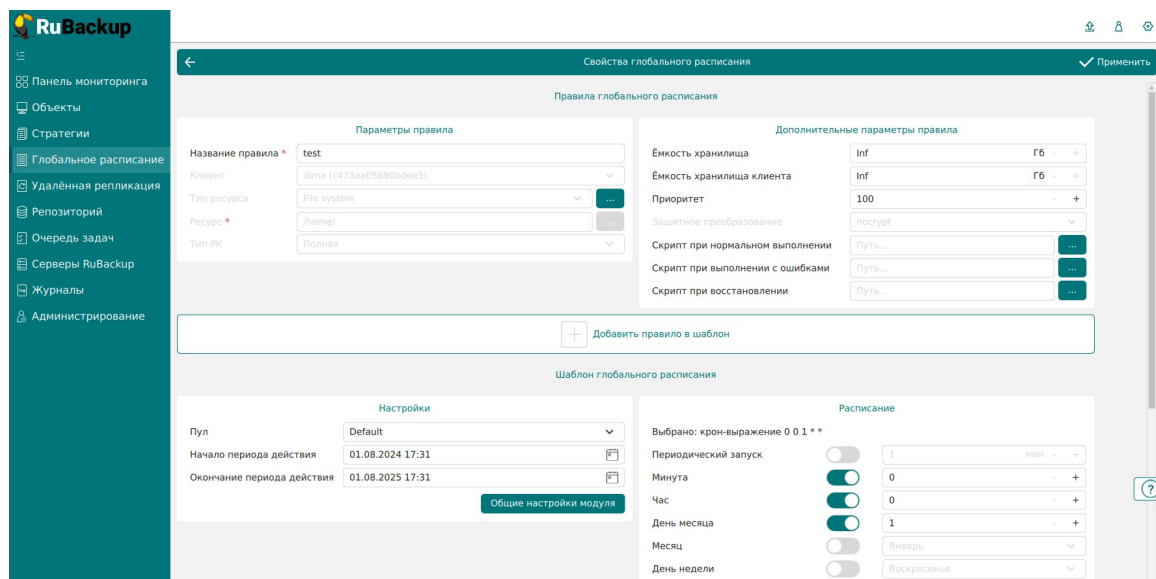 RuBackup
Панель мониторинга
Объекты
Стратегии
Глобальное расписание
Удалённая репликация
Репозиторий
Очередь задач
Серверы RuBackup
Журналы
Администрирование
Свойства глобального расписания
Применить
Правила глобального расписания
Параметры правила
Название правила * test
Клиент dima (c475aa05b90bdee3)
Тип ресурса File system ...
Ресурс * /home/ ...
Тип РК Полная
Дополнительные параметры правила
Ёмкость хранилища Inf Гб - +
Ёмкость хранилища клиента Inf Гб - +
Приоритет 100 - +
Защитное преобразование nocrypt
Скрипт при нормальном выполнении Путь... ...
Скрипт при выполнении с ошибками Путь... ...
Скрипт при восстановлении Путь... ...
+ Добавить правило в шаблон
Шаблон глобального расписания
Настройки
Пул Default
Начало периода действия 01.08.2024 17:31
Окончание периода действия 01.08.2025 17:31
Общие настройки модуля
Расписание
Выбрано: крон-выражение 0 0 1 * *
Периодический запуск 1 мин - +
Минута 0 - +
Час 0 - +
День месяца 1 - +
Месяц Январь
День недели Воскресенье
?